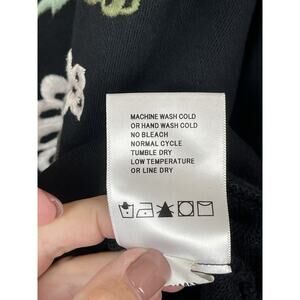 MACHINE WASH COLD
OR HAND WASH COLD
NO BLEACH
NORMAL CYCLE
TUMBLE DRY
LOW TEMPERATURE
OR LINE DRY